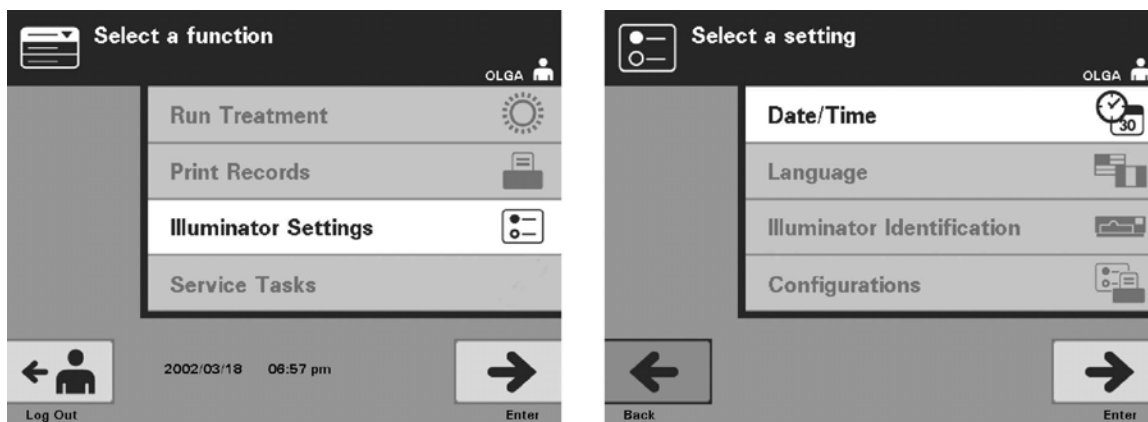 Select a function
OLGA
Run Treatment
Print Records
Illuminator Settings
Service Tasks
2002/03/18 06:57 pm
Log Out
Enter
Select a setting
OLGA
Date/Time
30
Language
Illuminator Identification
Configurations
Back
Enter